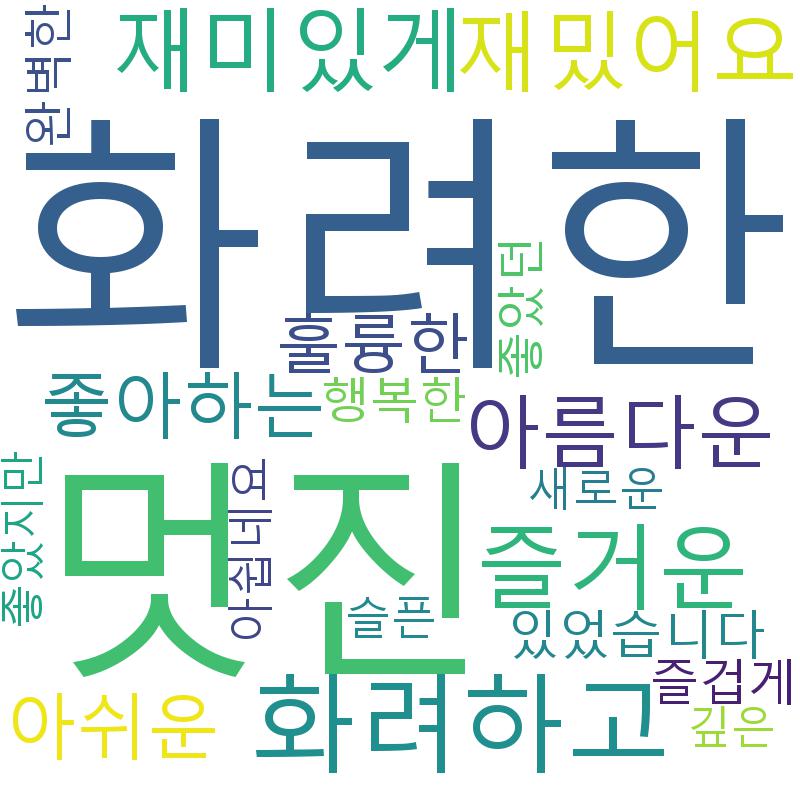 완벽한
재미있게
재밌어요
화려한
좋았던
훌륭한
좋아하는
행복한
아름다운
좋았지만
멋진
아쉽네요
새로운
즐거운
슬픈
있었습니다
즐겁게
아쉬운
화려하고
깊은